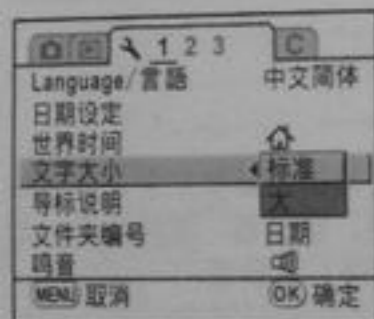 1 2 3 C
Language/言語 中文简体
日期设定
世界时间
文字大小 标准
导标说明 大
文件夹编号 日期
鸣音
MENU 取消 OK 确定